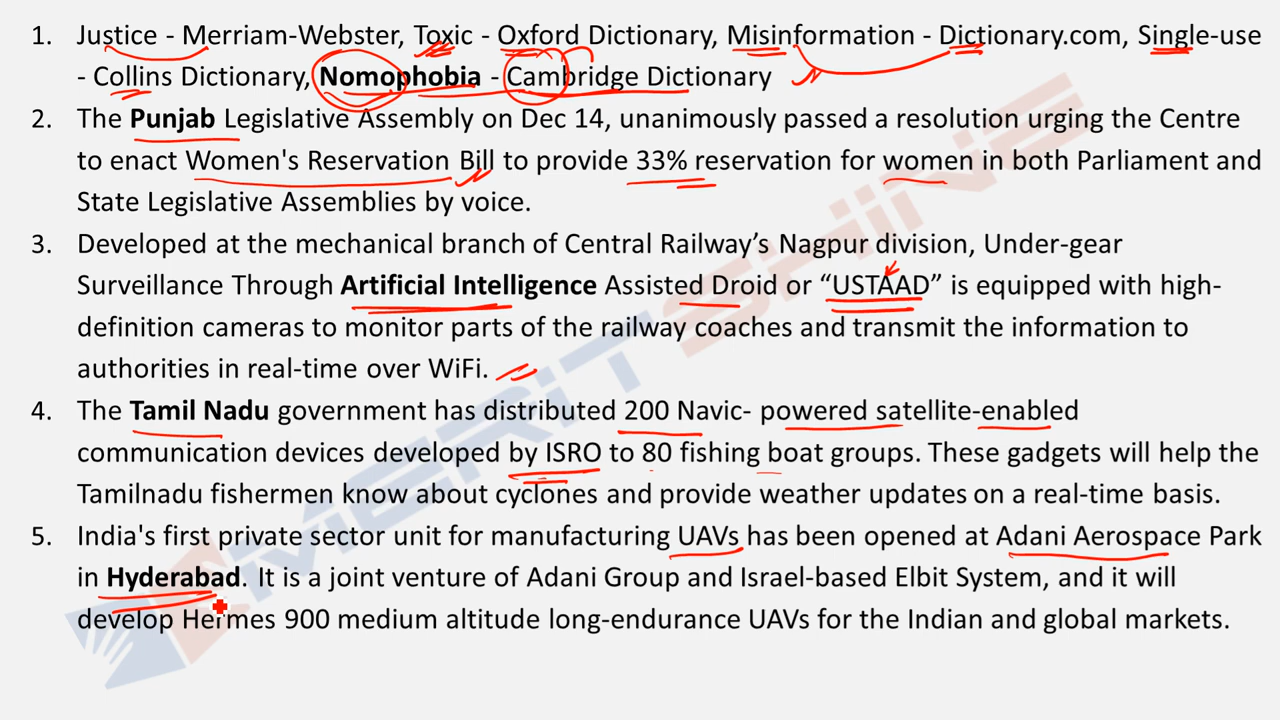 1. Justice - Merriam-Webster, Toxic - Oxford Dictionary, Misinformation - Dictionary.com, Single-use
- Collins Dictionary, Nomophobia - Cambridge Dictionary
2. The Punjab Legislative Assembly on Dec 14, unanimously passed a resolution urging the Centre
to enact Women's Reservation Bill to provide 33% reservation for women in both Parliament and
State Legislative Assemblies by voice.
3. Developed at the mechanical branch of Central Railway’s Nagpur division, Under-gear
Surveillance Through Artificial Intelligence Assisted Droid or “USTAAD” is equipped with high-
definition cameras to monitor parts of the railway coaches and transmit the information to
authorities in real-time over WiFi.
4. The Tamil Nadu government has distributed 200 Navic- powered satellite-enabled
communication devices developed by ISRO to 80 fishing boat groups. These gadgets will help the
Tamilnadu fishermen know about cyclones and provide weather updates on a real-time basis.
5. India's first private sector unit for manufacturing UAVs has been opened at Adani Aerospace Park
in Hyderabad. It is a joint venture of Adani Group and Israel-based Elbit System, and it will
develop Hermes 900 medium altitude long-endurance UAVs for the Indian and global markets.
MERIT SHINE